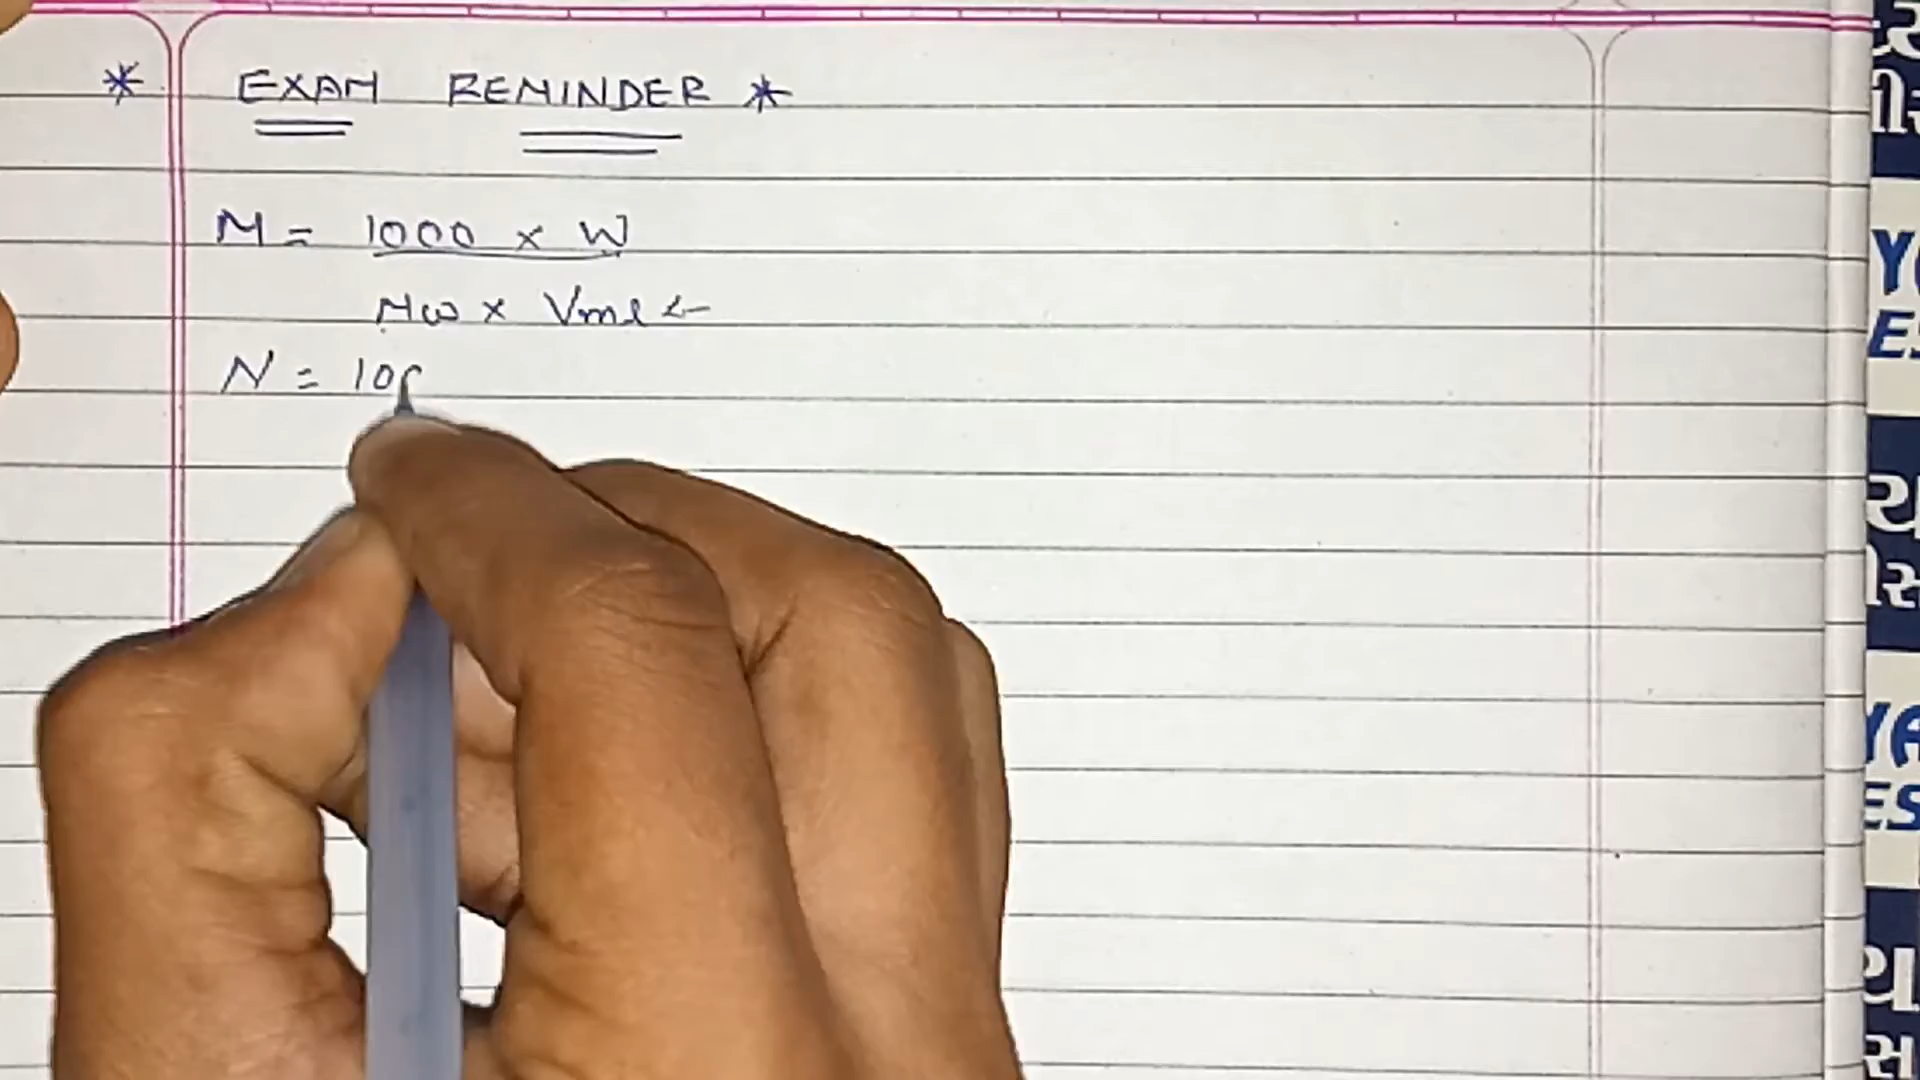 * EXAM REMINDER *
M = 1000 x W
Mw x Vml ←
N = 10